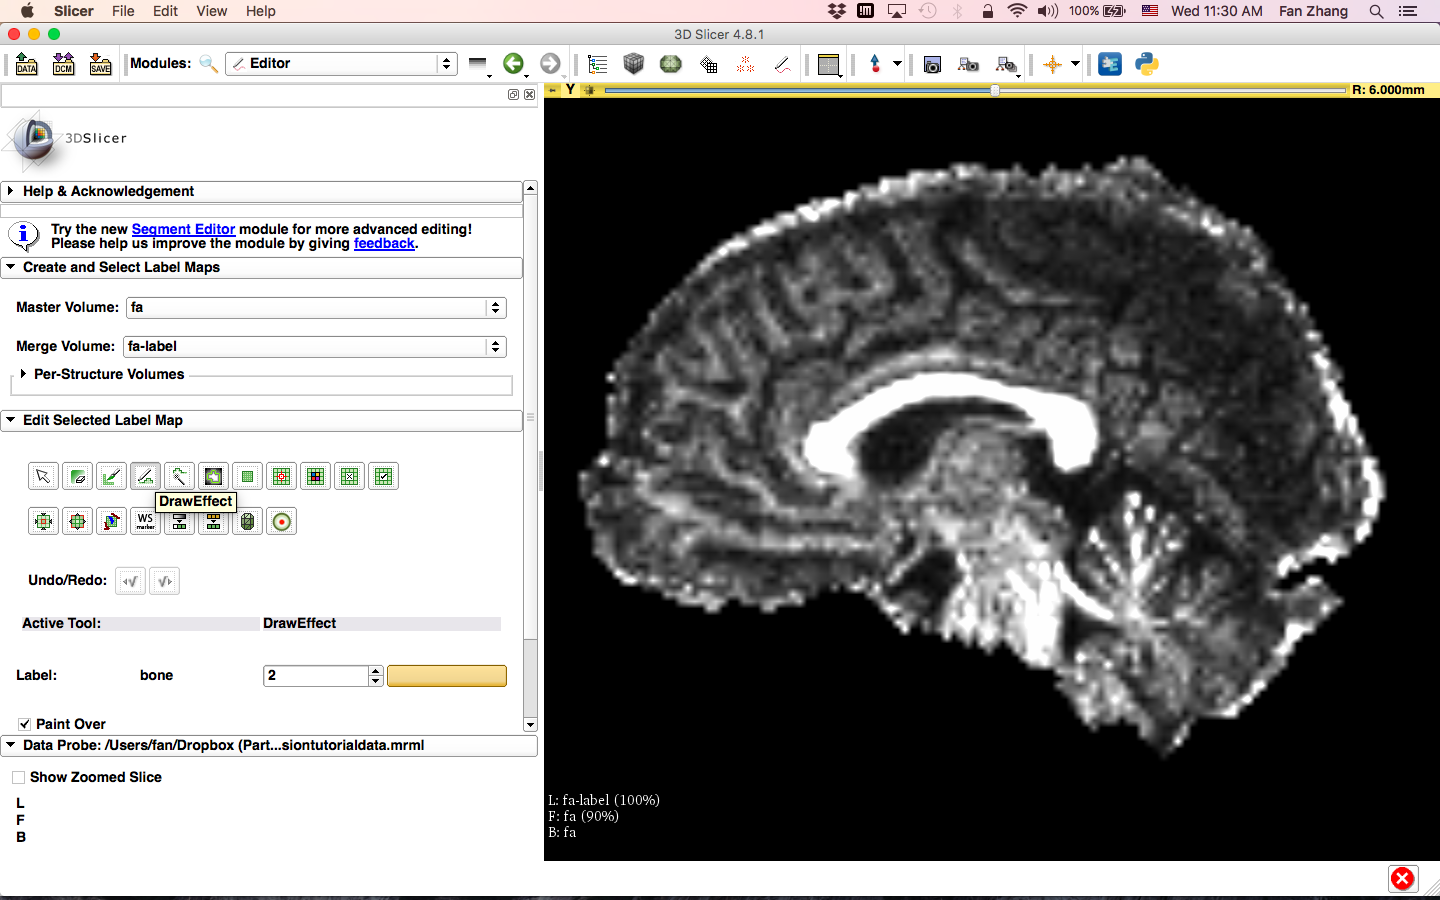 Slicer File Edit View Help 100% Wed 11:30 AM Fan Zhang
3D Slicer 4.8.1
DATA DCM SAVE Modules: Editor
Y R: 6.000mm
3DSlicer
Help & Acknowledgement
Try the new Segment Editor module for more advanced editing!
Please help us improve the module by giving feedback.
Create and Select Label Maps
Master Volume: fa
Merge Volume: fa-label
Per-Structure Volumes
Edit Selected Label Map
DrawEffect
WS
marker
Undo/Redo:
Active Tool: DrawEffect
Label: bone 2
Paint Over
Data Probe: /Users/fan/Dropbox (Part...siontutorialdata.mrml
Show Zoomed Slice
L
F
B
L: fa-label (100%)
F: fa (90%)
B: fa